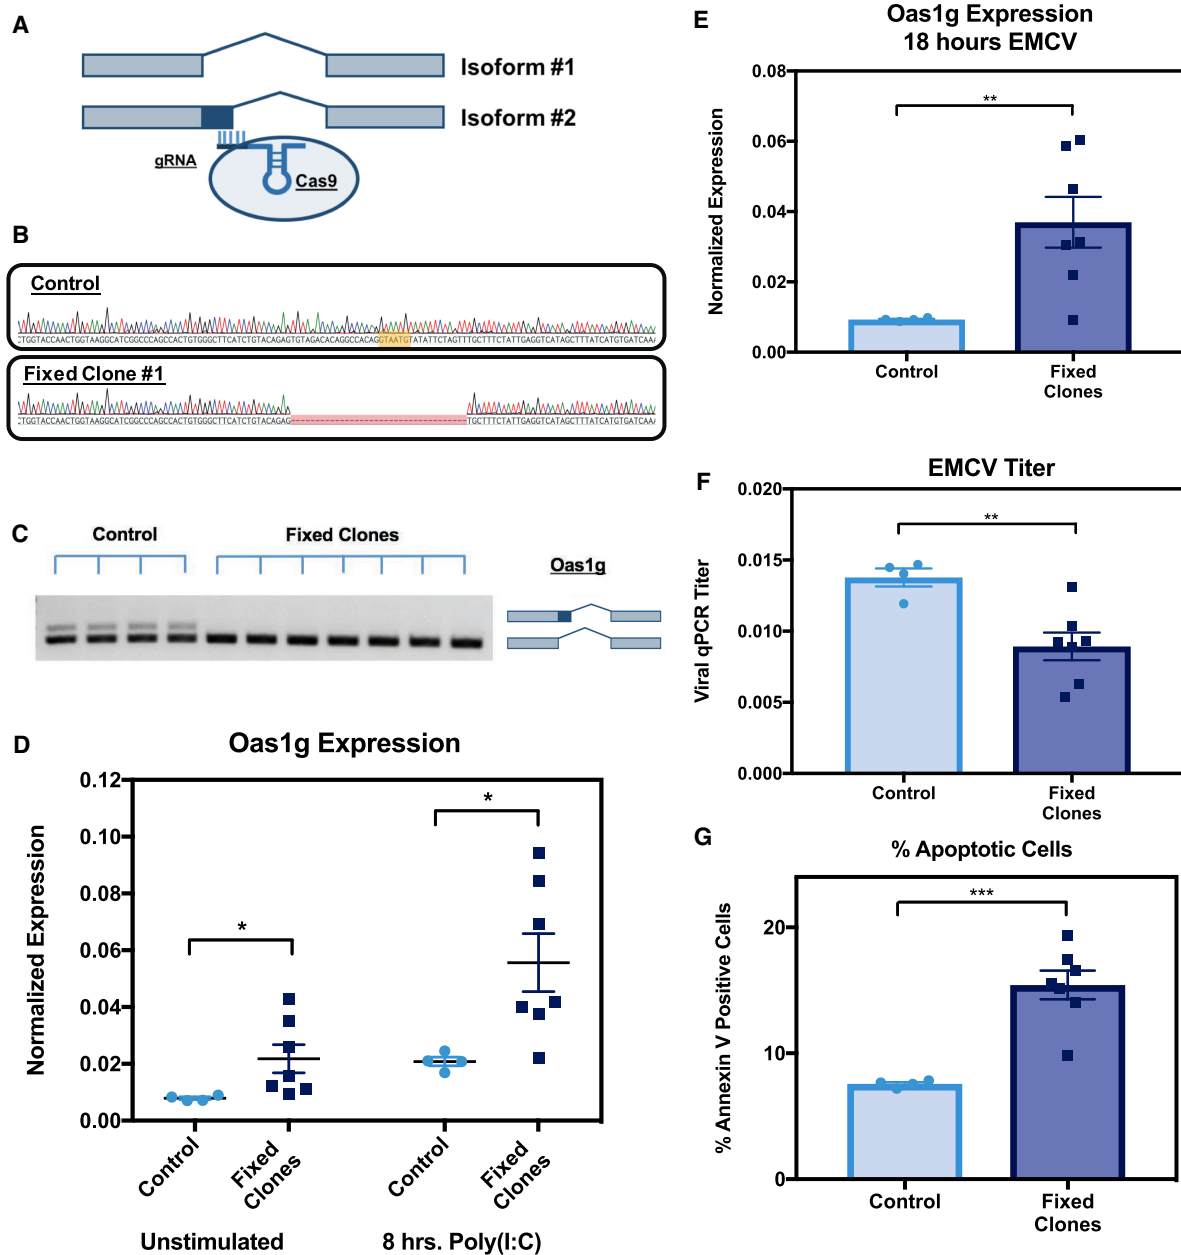 A
Isoform #1
Isoform #2
gRNA
Cas9
B
Control
CTGGTACCAACTGGTAAGGCATCGGCCCAGCCACTGTGGGCTTCATCTGTACAGAGTGTAGACACAGGCCACAGGTAATGTATATTCTAGTTTGCTTTCTATTGAGGTCATAGCTTTATCATGTGATCAAA
Fixed Clone #1
CTGGTACCAACTGGTAAGGCATCGGCCCAGCCACTGTGGGCTTCATCTGTACAGAG------------------------------------TGCTTTCTATTGAGGTCATAGCTTTATCATGTGATCAAA
C
Control
Fixed Clones
Oas1g
D
Oas1g Expression
Normalized Expression
0.12
0.10
0.08
0.06
0.04
0.02
0.00
*
*
Control
Fixed
Clones
Control
Fixed
Clones
Unstimulated
8 hrs. Poly(I:C)
E
Oas1g Expression
18 hours EMCV
Normalized Expression
0.08
0.06
0.04
0.02
0.00
**
Control
Fixed
Clones
F
EMCV Titer
Viral qPCR Titer
0.020
0.015
0.010
0.005
0.000
**
Control
Fixed
Clones
G
% Apoptotic Cells
% Annexin V Positive Cells
20
10
0
***
Control
Fixed
Clones